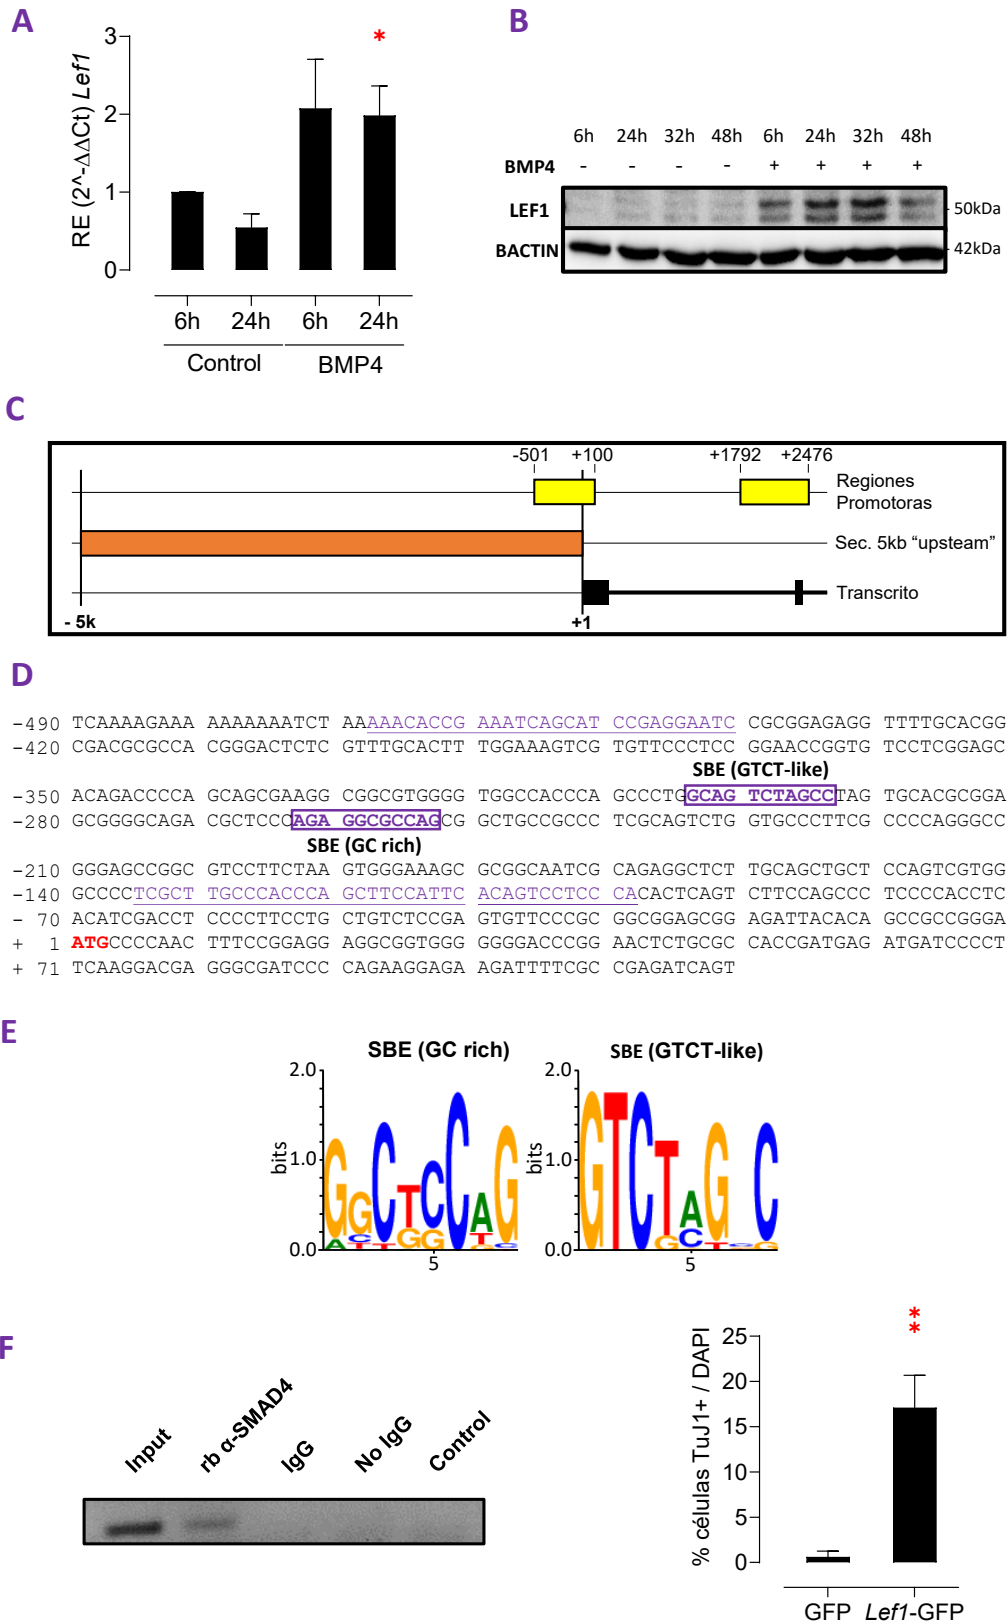 A
RE (2^-ΔΔCt) Lef1
3
2
1
0
*
6h 24h 6h 24h
Control BMP4
B
6h 24h 32h 48h 6h 24h 32h 48h
BMP4 - - - - + + + +
LEF1 50kDa
BACTIN 42kDa
C
-501 +100 +1792 +2476
Regiones
Promotoras
Sec. 5kb “upsteam”
Transcrito
- 5k +1
D
-490 TCAAAAGAAA AAAAAAATCT AAAAACACCG AAATCAGCAT CCGAGGAATC CGCGGAGAGG TTTTGCACGG
-420 CGACGCGCCA CGGGACTCTC GTTTGCACTT TGGAAAGTCG TGTTCCCTCC GGAACCGGTG TCCTCGGAGC
SBE (GTCT-like)
-350 ACAGACCCCA GCAGCGAAGG CGGCGTGGGG TGGCCACCCA GCCCTGGCAG TCTAGCCTAG TGCACGCGGA
-280 GCGGGGCAGA CGCTCCCAGA GGCGCCAGCG GGCTGCCGCCC TCGCAGTCTG GTGCCCTTCG CCCCAGGGCC
SBE (GC rich)
-210 GGGAGCCGGC GTCCTTCTAA GTGGGAAAGC GCGGCAATCG CAGAGGCTCT TGCAGCTGCT CCAGTCGTGG
-140 GCCCCTCGCT TGCCCACCCA GCTTCCATTC ACAGTCCTCC CACACTCAGT CTTCCAGCCC TCCCCACCTC
- 70 ACATCGACCT CCCCTTCCTG CTGTCTCCGA GTGTTCCCGC GGCGGAGCGG AGATTACACA GCCGCCGGGA
+ 1 ATGCCCCAAC TTTCCGGAGG AGGCGGTGGG GGGGACCCGG AACTCTGCGC CACCGATGAG ATGATCCCCT
+ 71 TCAAGGACGA GGGCGATCCC CAGAAGGAGA AGATTTTCGC CGAGATCAGT
E
SBE (GC rich) SBE (GTCT-like)
2.0 2.0
bits 1.0 bits 1.0
0.0 0.0
5 5
F
Input rb α-SMAD4 IgG No IgG Control
% células TuJ1+ / DAPI
25
20
15
10
5
0
**
GFP Lef1-GFP